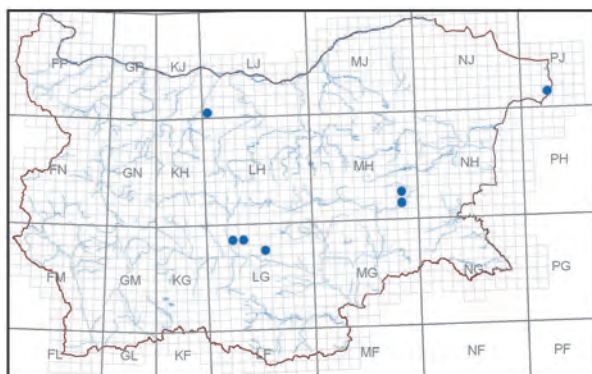 FP GP KJ LJ MJ NJ PJ
FN GN KH LH MH NH PH
FM GM KG LG MG NG PG
FL GL KF LF MF NF PF